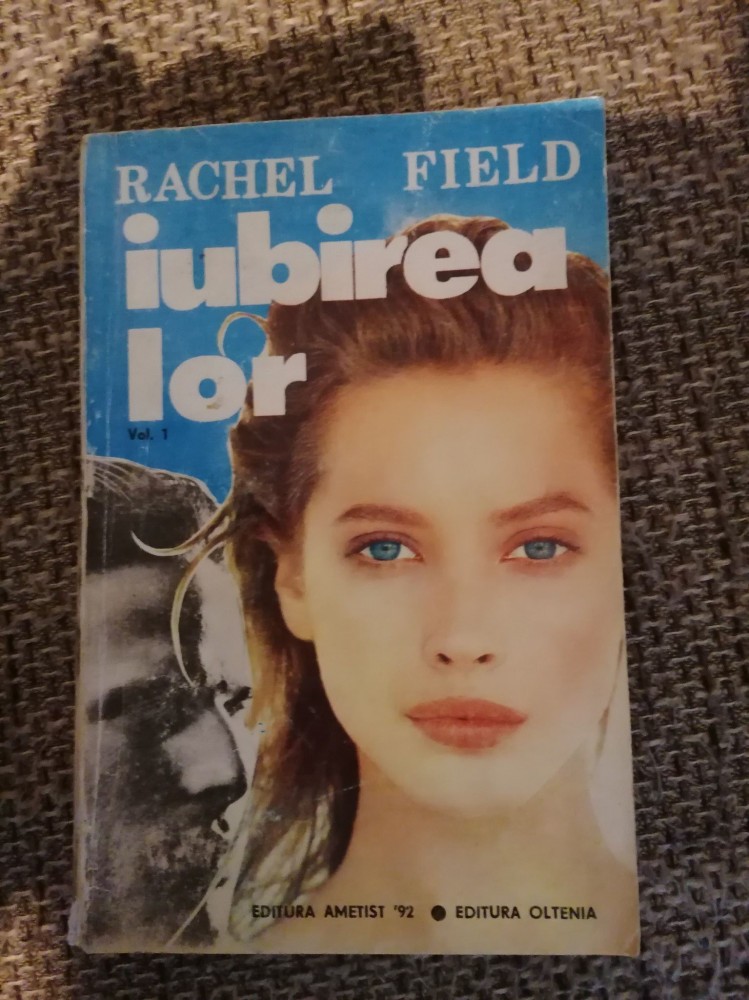 RACHEL FIELD
iubirea
lor
Vol. 1
EDITURA AMETIST '92 ● EDITURA OLTENIA